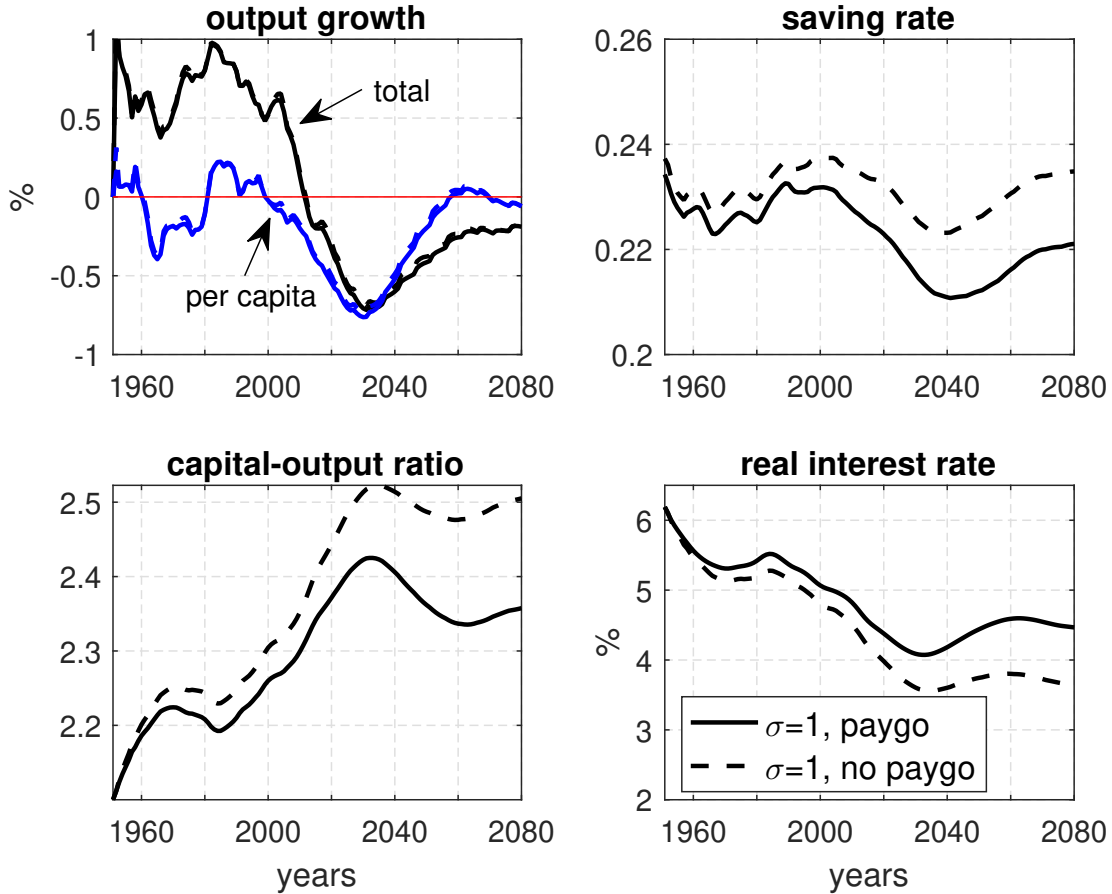 output growth
1
0.5
0
-0.5
-1
%
total
per capita
1960 2000 2040 2080
saving rate
0.26
0.24
0.22
0.2
1960 2000 2040 2080
capital-output ratio
2.5
2.4
2.3
2.2
1960 2000 2040 2080
years
real interest rate
6
5
4
3
2
%
σ=1, paygo
σ=1, no paygo
1960 2000 2040 2080
years